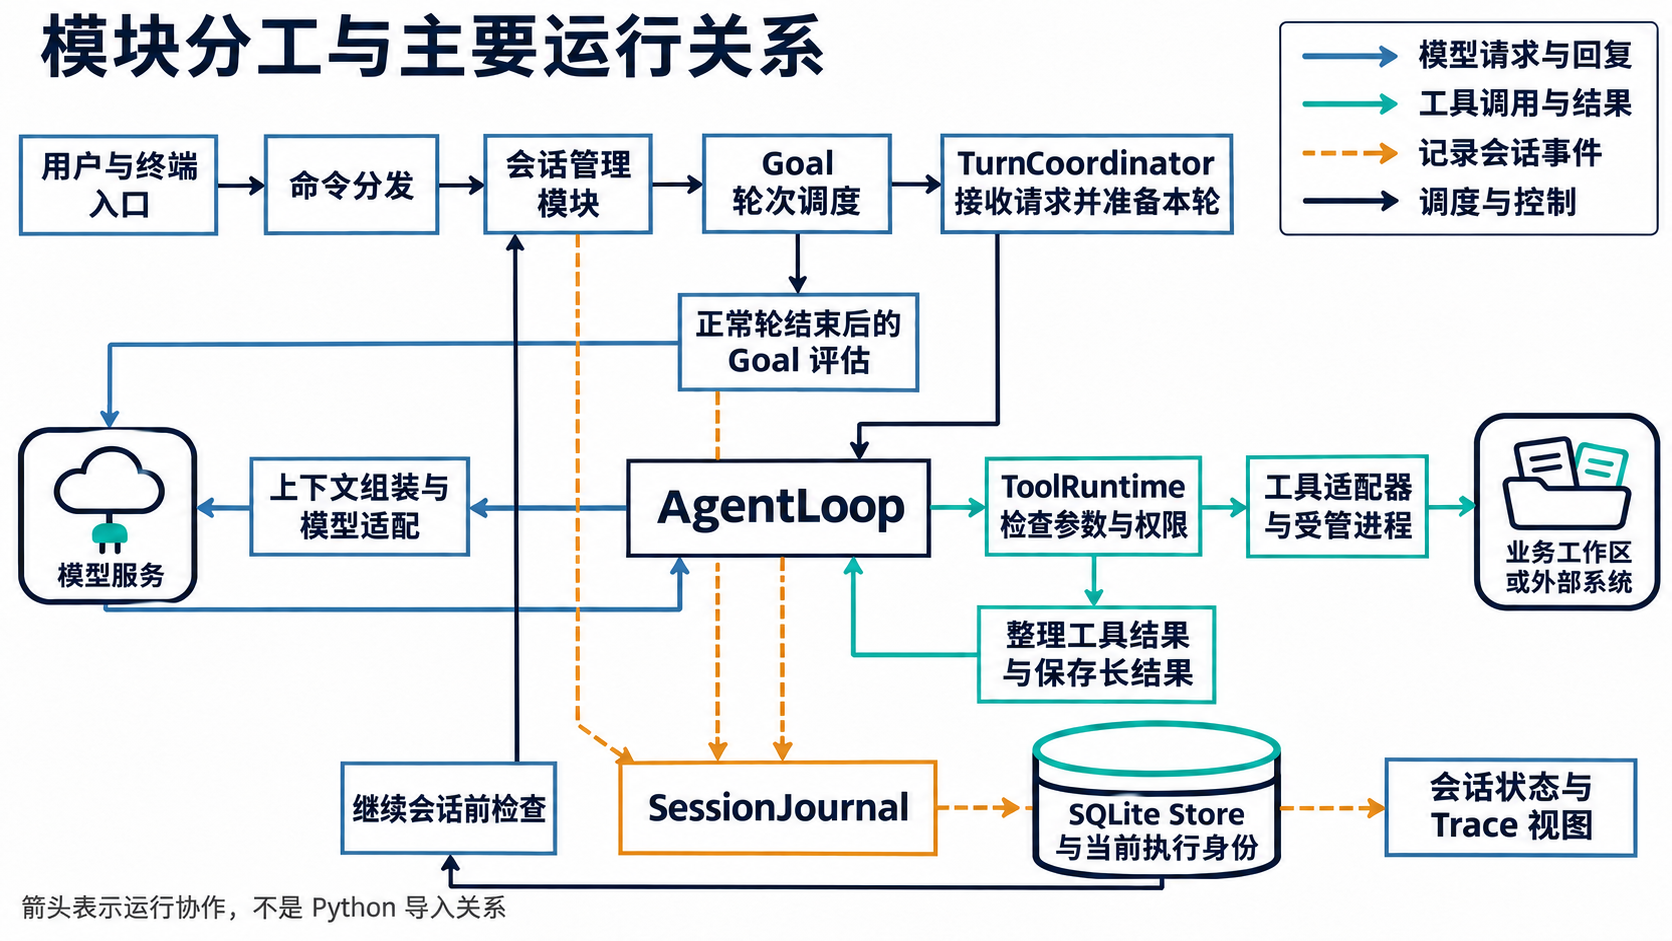 模块分工与主要运行关系
模型请求与回复
工具调用与结果
记录会话事件
调度与控制
用户与终端
入口
命令分发
会话管理
模块
Goal
轮次调度
TurnCoordinator
接收请求并准备本轮
正常轮结束后的
Goal 评估
模型服务
上下文组装与
模型适配
AgentLoop
ToolRuntime
检查参数与权限
工具适配器
与受管进程
业务工作区
或外部系统
整理工具结果
与保存长结果
继续会话前检查
SessionJournal
SQLite Store
与当前执行身份
会话状态与
Trace 视图
箭头表示运行协作，不是 Python 导入关系